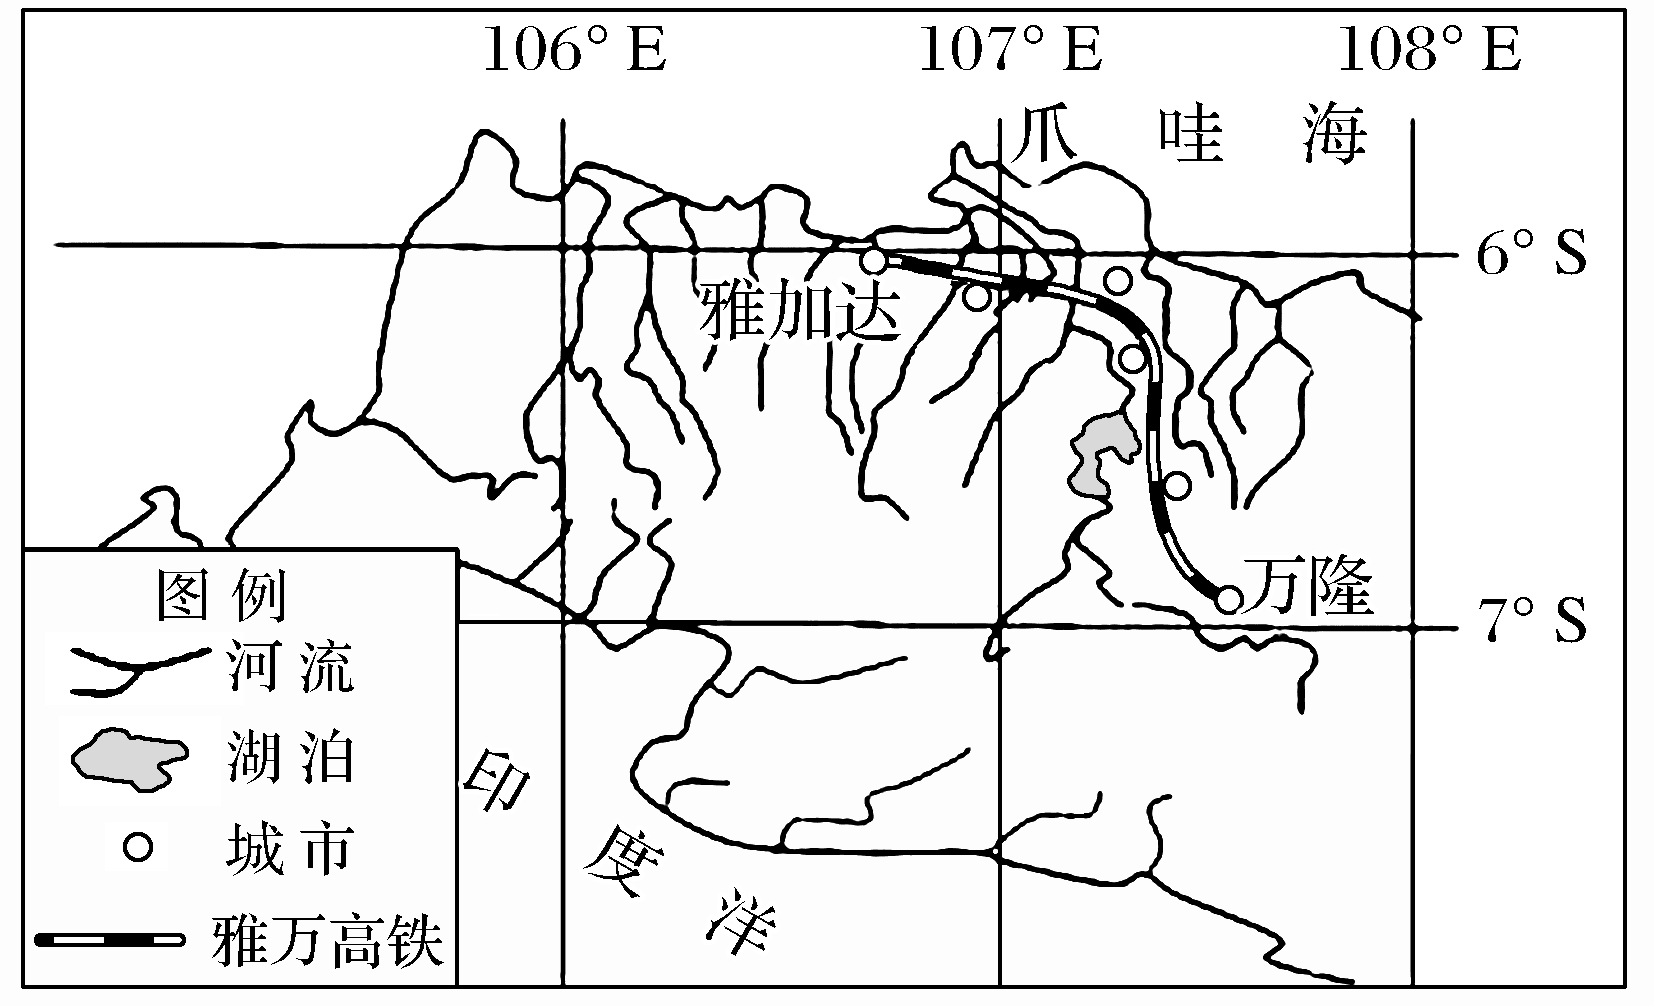 106° E 107° E 108° E
爪 哇 海
6° S
雅加达
万隆
7° S
图 例
河 流
湖 泊
城 市
雅万高铁
印 度 洋